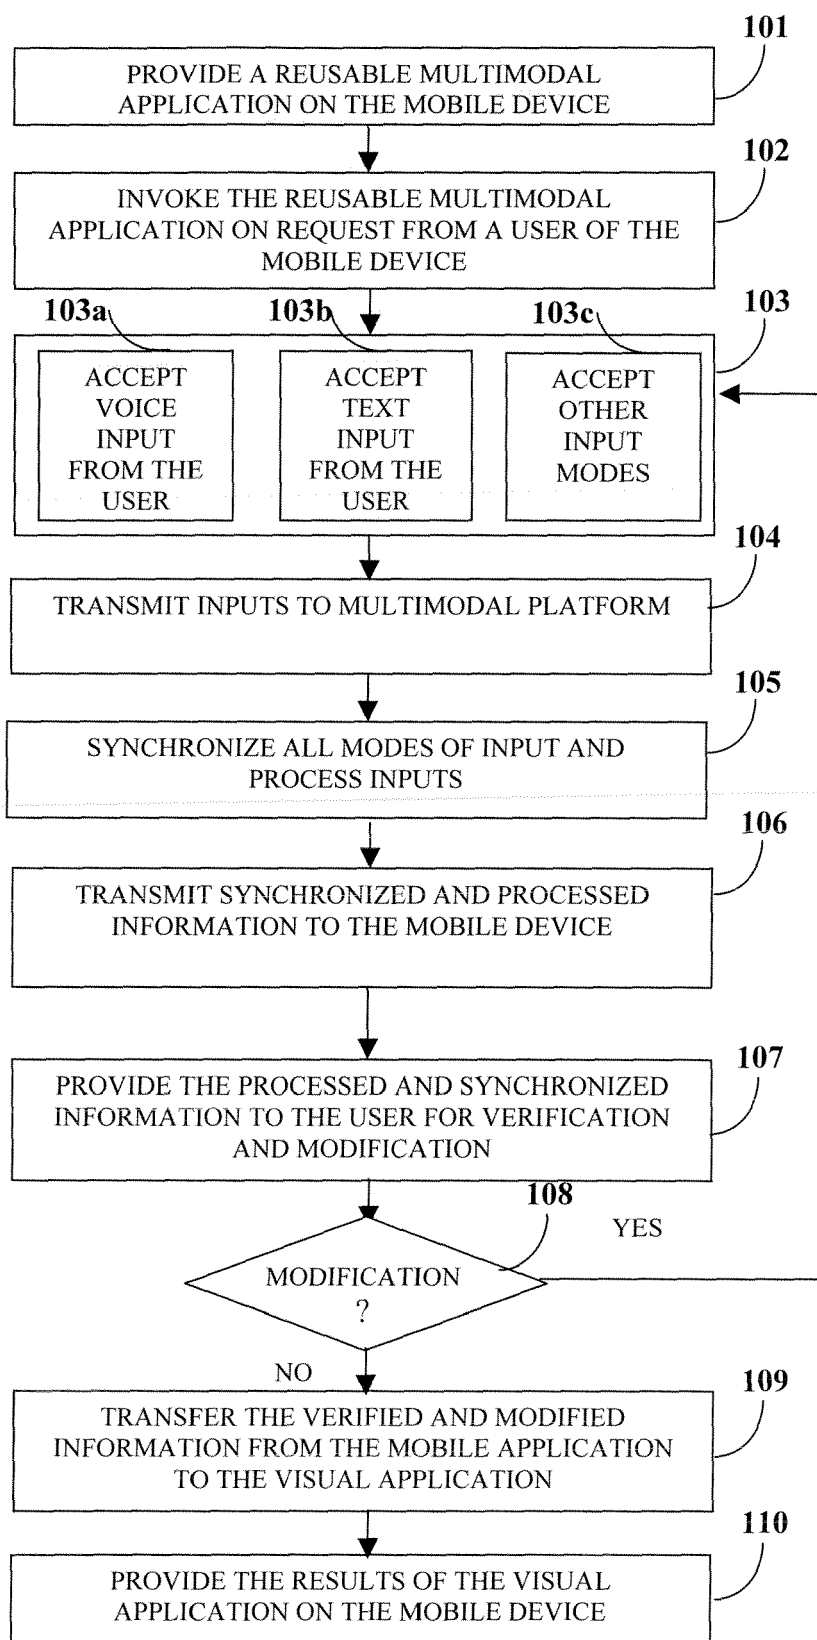 101
PROVIDE A REUSABLE MULTIMODAL
APPLICATION ON THE MOBILE DEVICE
102
INVOKE THE REUSABLE MULTIMODAL
APPLICATION ON REQUEST FROM A USER OF THE
MOBILE DEVICE
103a
103b
103c
103
ACCEPT
VOICE
INPUT
FROM THE
USER
ACCEPT
TEXT
INPUT
FROM THE
USER
ACCEPT
OTHER
INPUT
MODES
104
TRANSMIT INPUTS TO MULTIMODAL PLATFORM
105
SYNCHRONIZE ALL MODES OF INPUT AND
PROCESS INPUTS
106
TRANSMIT SYNCHRONIZED AND PROCESSED
INFORMATION TO THE MOBILE DEVICE
107
PROVIDE THE PROCESSED AND SYNCHRONIZED
INFORMATION TO THE USER FOR VERIFICATION
AND MODIFICATION
108
YES
MODIFICATION
?
NO
109
TRANSFER THE VERIFIED AND MODIFIED
INFORMATION FROM THE MOBILE APPLICATION
TO THE VISUAL APPLICATION
110
PROVIDE THE RESULTS OF THE VISUAL
APPLICATION ON THE MOBILE DEVICE